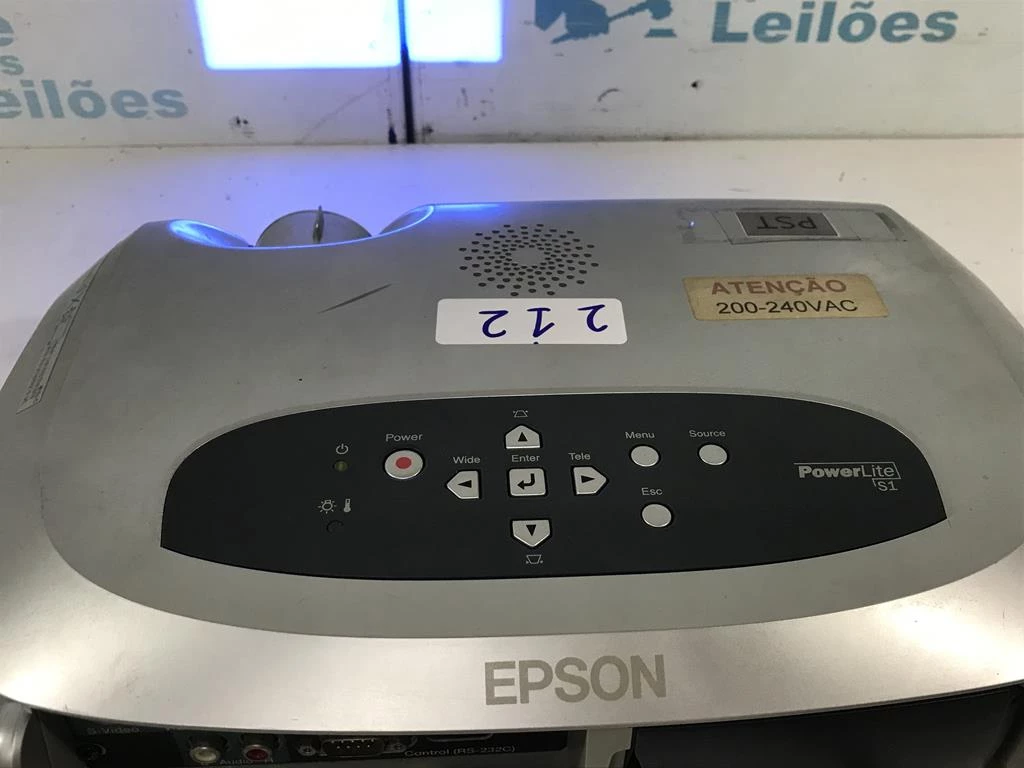 e
s
eilões
Leilões
PST
ATENÇÃO
200-240VAC
212
Power
Wide
Enter
Tele
Menu
Source
Esc
PowerLite
S1
EPSON
S-Video
Audio-R
Control (RS-232C)